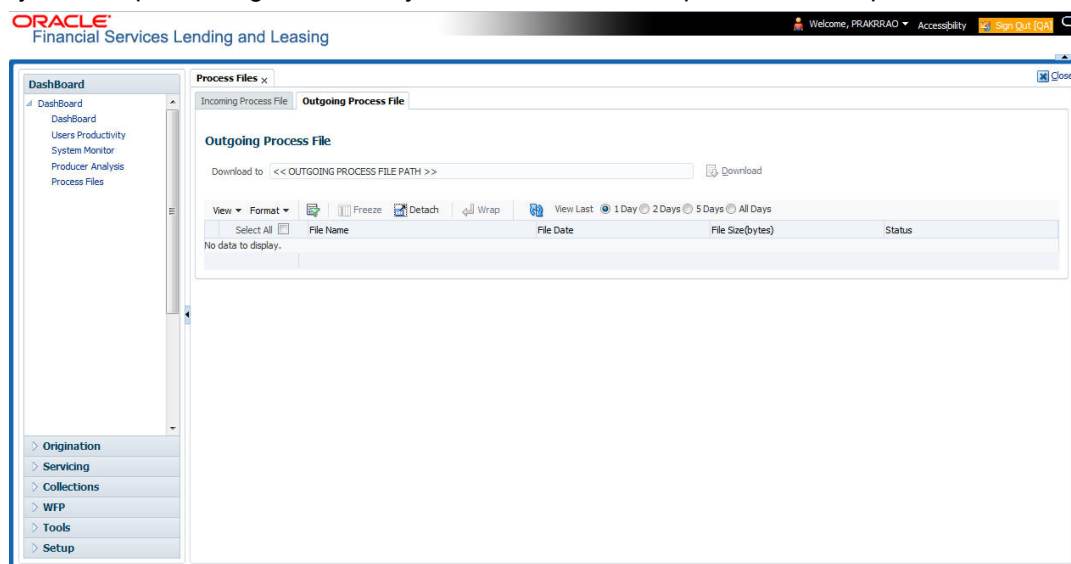 ORACLE
Financial Services Lending and Leasing
Welcome, PRAKRRAO Accessibility Sign Out [QA]
DashBoard
DashBoard
DashBoard
Users Productivity
System Monitor
Producer Analysis
Process Files
Origination
Servicing
Collections
WFP
Tools
Setup
Process Files x Close
Incoming Process File Outgoing Process File
Outgoing Process File
Download to << OUTGOING PROCESS FILE PATH >> Download
View Format Freeze Detach Wrap View Last 1 Day 2 Days 5 Days All Days
Select All File Name File Date File Size(bytes) Status
No data to display.